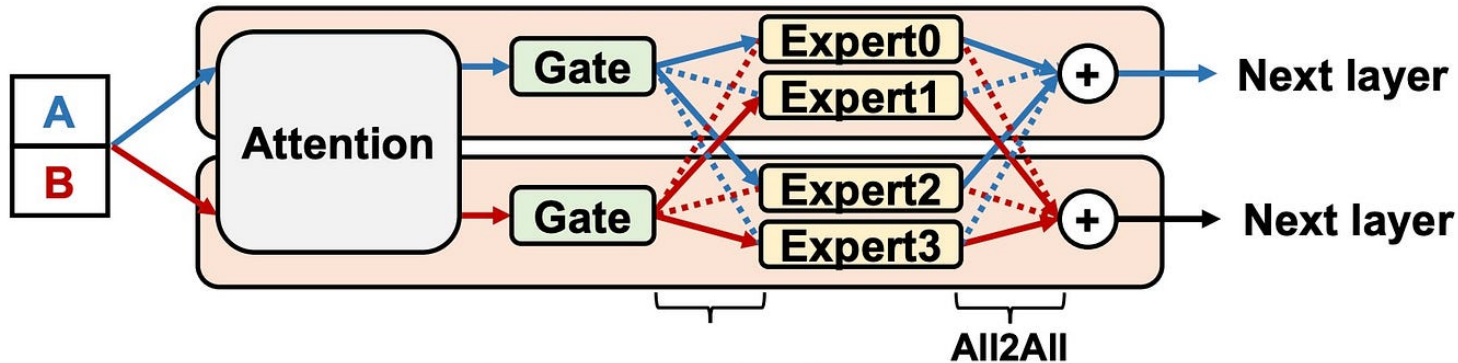 A
B
Attention
Gate
Gate
Expert0
Expert1
Expert2
Expert3
+
+
Next layer
Next layer
All2All